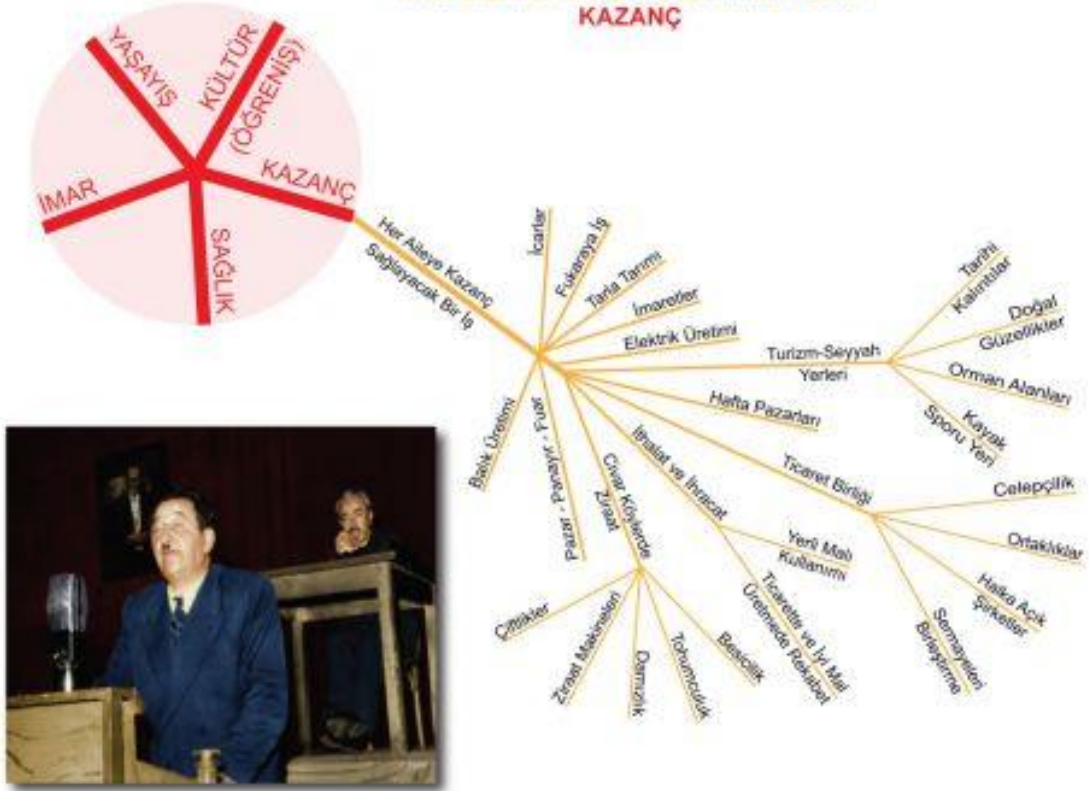 KAZANÇ
YAŞAYIŞ
KÜLTÜR
(ÖĞRENİŞ)
KAZANÇ
İMAR
SAĞLIK
Her Aileye Kazanç
Sağlayacak Bir İş
İcarlar
Fukaraya İş
Tarla Tarımı
İmaretler
Elektrik Üretimi
Turizm-Seyyah
Yerleri
Tarihi
Kalıntılar
Doğal
Güzellikler
Orman Alanları
Kayak
Sporu Yeri
Hafta Pazarları
Ticaret Birliği
Celepçilik
Ortaklıklar
Halka Açık
Şirketler
Sermayeleri
Birleştirme
İthalat ve İhracat
Yerli Malı
Kullanımı
Ticarette ve İyi Mal
Üretmede Rekabet
Civar Köylerde
Ziraat
Besicilik
Tohumculuk
Damızlık
Ziraat Makineleri
Çiftlikler
Pazar - Panayır - Fuar
Balık Üretimi